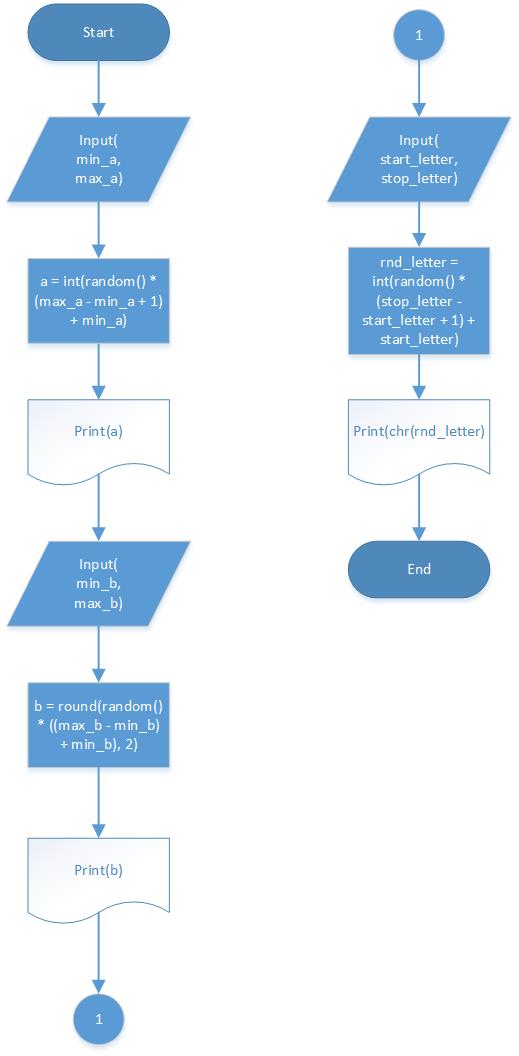 Start
Input(
min_a,
max_a)
a = int(random() *
(max_a - min_a + 1)
+ min_a)
Print(a)
Input(
min_b,
max_b)
b = round(random()
* ((max_b - min_b)
+ min_b), 2)
Print(b)
1
1
Input(
start_letter,
stop_letter)
rnd_letter =
int(random() *
(stop_letter -
start_letter + 1) +
start_letter)
Print(chr(rnd_letter)
End